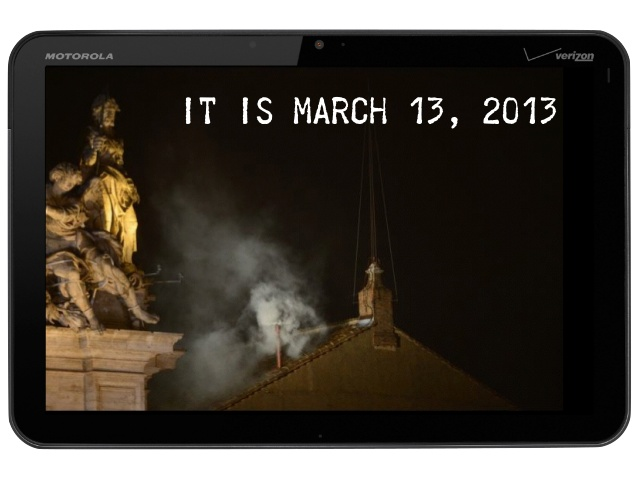 MOTOROLA
verizon
IT IS MARCH 13, 2013